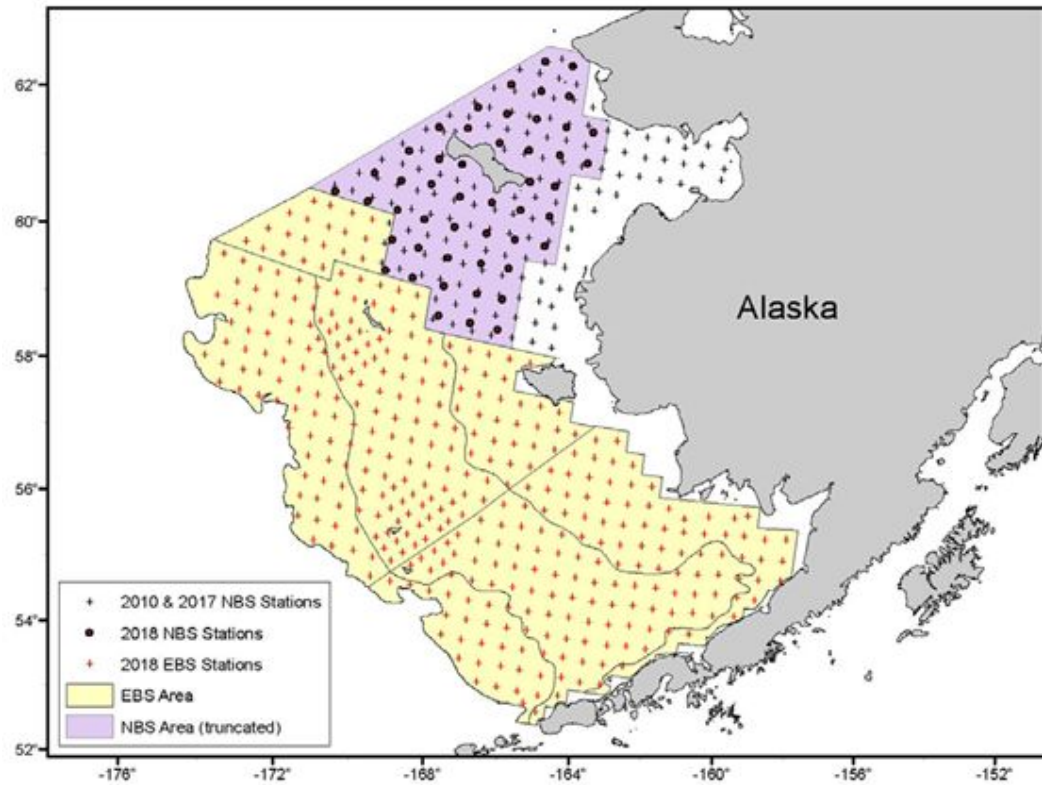 62°
60°
58°
56°
54°
52°
Alaska
2010 & 2017 NBS Stations
2018 NBS Stations
2018 EBS Stations
EBS Area
NBS Area (truncated)
-176° -172° -168° -164° -160° -156° -152°